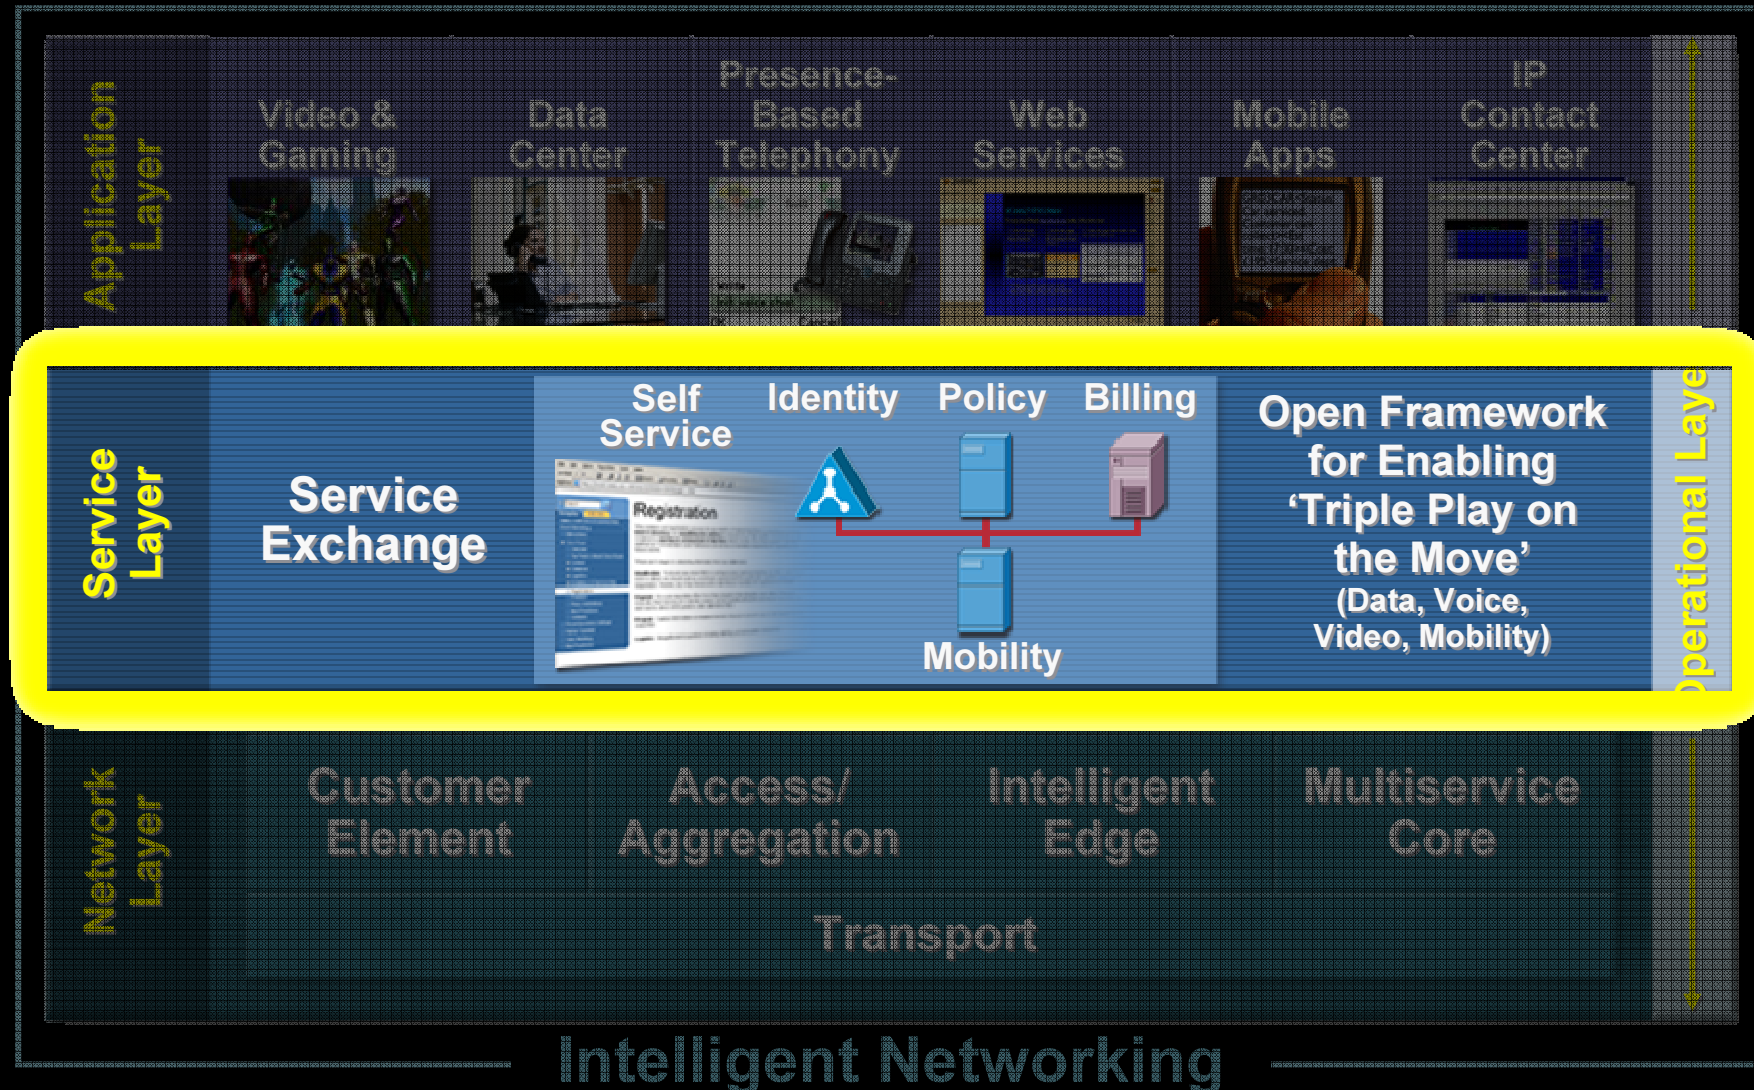 Application
Layer
Video &
Gaming
Data
Center
Presence-
Based
Telephony
Web
Services
Mobile
Apps
IP
Contact
Center
Service
Layer
Service
Exchange
Self
Service
Identity
Policy
Billing
Registration
Mobility
Open Framework
for Enabling
‘Triple Play on
the Move’
(Data, Voice,
Video, Mobility)
Operational Laye
Network
Layer
Customer
Element
Access/
Aggregation
Intelligent
Edge
Multiservice
Core
Transport
Intelligent Networking